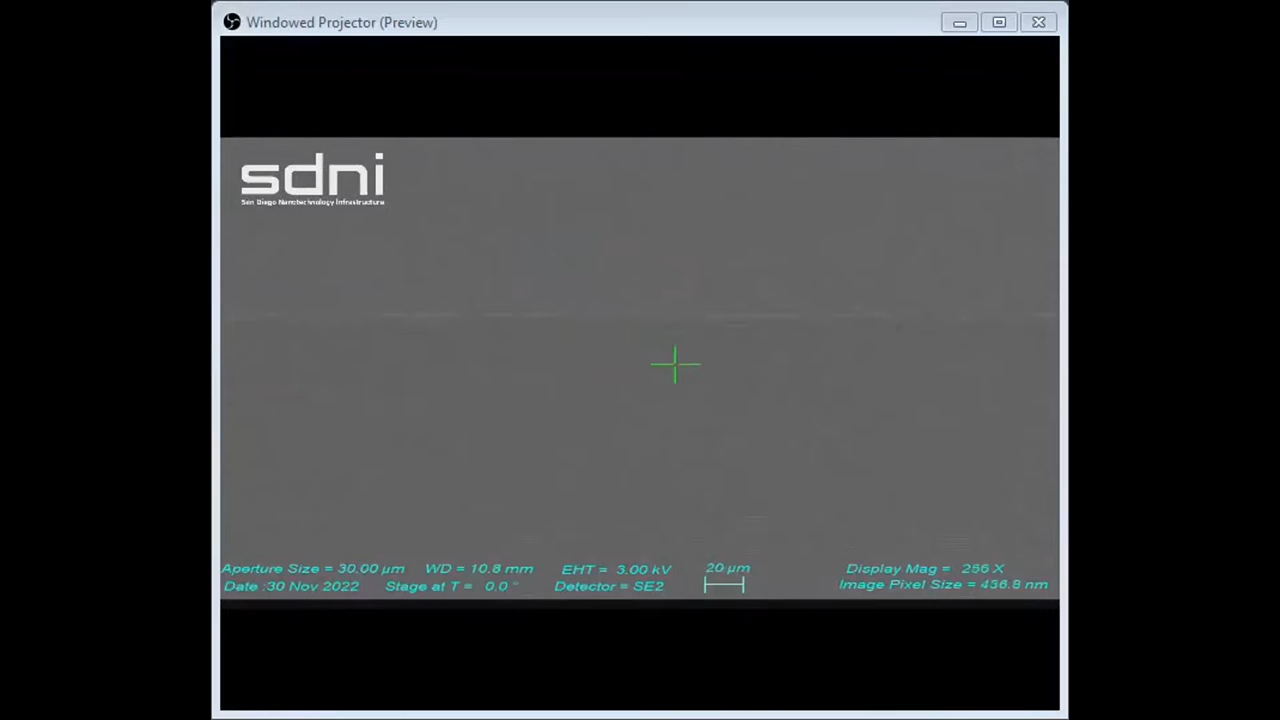 Windowed Projector (Preview)
sdni
San Diego Nanotechnology Infrastructure
Aperture Size = 30.00 µm WD = 10.8 mm EHT = 3.00 kV 20 µm Display Mag = 256 X
Date :30 Nov 2022 Stage at T = 0.0 ° Detector = SE2 Image Pixel Size = 436.8 nm